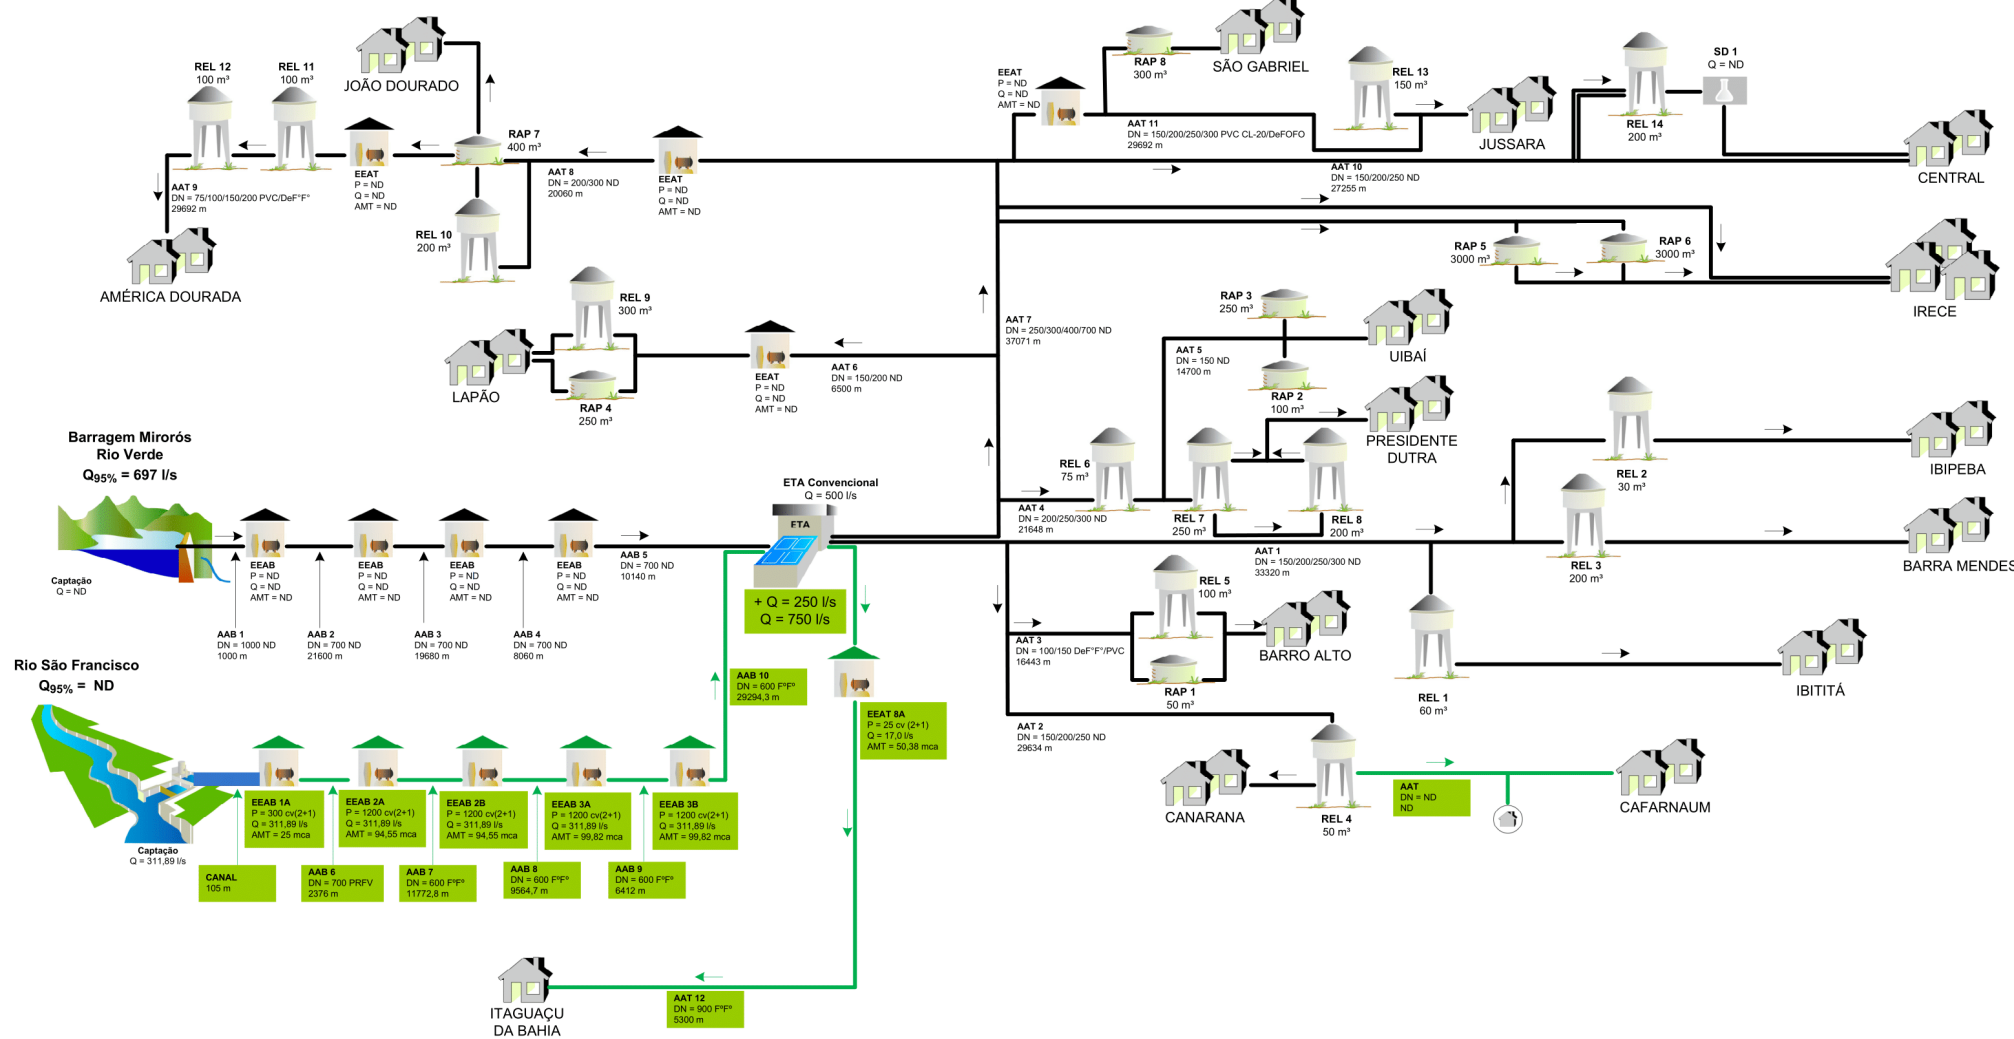 REL 12
100 m³
REL 11
100 m³
JOÃO DOURADO
RAP 7
400 m³
EEAT
P = ND
Q = ND
AMT = ND
AAT 9
DN = 75/100/150/200 PVC/DeF°F°
29692 m
AMÉRICA DOURADA
REL 10
200 m³
AAT 8
DN = 200/300 ND
20060 m
EEAT
P = ND
Q = ND
AMT = ND
EEAT
P = ND
Q = ND
AMT = ND
RAP 8
300 m³
SÃO GABRIEL
REL 13
150 m³
JUSSARA
AAT 11
DN = 150/200/250/300 PVC CL-20/DeFOFO
29692 m
REL 14
200 m³
SD 1
Q = ND
CENTRAL
AAT 10
DN = 150/200/250 ND
27255 m
RAP 5
3000 m³
RAP 6
3000 m³
IRECE
REL 9
300 m³
LAPÃO
RAP 4
250 m³
EEAT
P = ND
Q = ND
AMT = ND
AAT 6
DN = 150/200 ND
6500 m
AAT 7
DN = 250/300/400/700 ND
37071 m
RAP 3
250 m³
UIBAÍ
AAT 5
DN = 150 ND
14700 m
RAP 2
100 m³
PRESIDENTE
DUTRA
REL 6
75 m³
REL 7
250 m³
REL 8
200 m³
AAT 4
DN = 200/250/300 ND
21648 m
REL 2
30 m³
IBIPEBA
REL 3
200 m³
BARRA MENDES
AAT 1
DN = 150/200/250/300 ND
33320 m
Barragem Mirorós
Rio Verde
Q95% = 697 l/s
Captação
Q = ND
EEAB
P = ND
Q = ND
AMT = ND
EEAB
P = ND
Q = ND
AMT = ND
EEAB
P = ND
Q = ND
AMT = ND
EEAB
P = ND
Q = ND
AMT = ND
AAB 5
DN = 700 ND
10140 m
AAB 1
DN = 1000 ND
1000 m
AAB 2
DN = 700 ND
21600 m
AAB 3
DN = 700 ND
19680 m
AAB 4
DN = 700 ND
8060 m
ETA Convencional
Q = 500 l/s
ETA
+ Q = 250 l/s
Q = 750 l/s
REL 5
100 m³
BARRO ALTO
AAT 3
DN = 100/150 DeF°F°/PVC
16443 m
RAP 1
50 m³
REL 1
60 m³
IBITITÁ
AAT 2
DN = 150/200/250 ND
29634 m
CANARANA
REL 4
50 m³
AAT
DN = ND
ND
CAFARNAUM
Rio São Francisco
Q95% = ND
Captação
Q = 311,89 l/s
CANAL
105 m
EEAB 1A
P = 300 cv(2+1)
Q = 311,89 l/s
AMT = 25 mca
EEAB 2A
P = 1200 cv(2+1)
Q = 311,89 l/s
AMT = 94,55 mca
EEAB 2B
P = 1200 cv(2+1)
Q = 311,89 l/s
AMT = 94,55 mca
EEAB 3A
P = 1200 cv(2+1)
Q = 311,89 l/s
AMT = 99,82 mca
EEAB 3B
P = 1200 cv(2+1)
Q = 311,89 l/s
AMT = 99,82 mca
AAB 6
DN = 700 PRFV
2376 m
AAB 7
DN = 600 FºFº
11772,8 m
AAB 8
DN = 600 FºFº
9564,7 m
AAB 9
DN = 600 FºFº
6412 m
AAB 10
DN = 600 FºFº
29294,3 m
EEAT 8A
P = 25 cv (2+1)
Q = 17,0 l/s
AMT = 50,38 mca
AAT 12
DN = 900 FºFº
5300 m
ITAGUAÇU
DA BAHIA